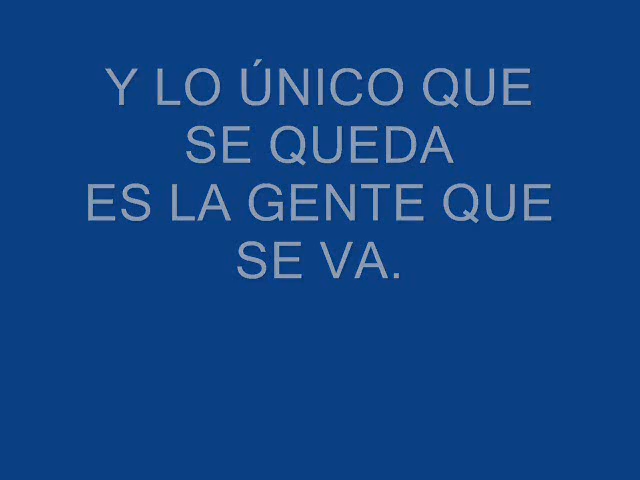 Y LO ÚNICO QUE
SE QUEDA
ES LA GENTE QUE
SE VA.